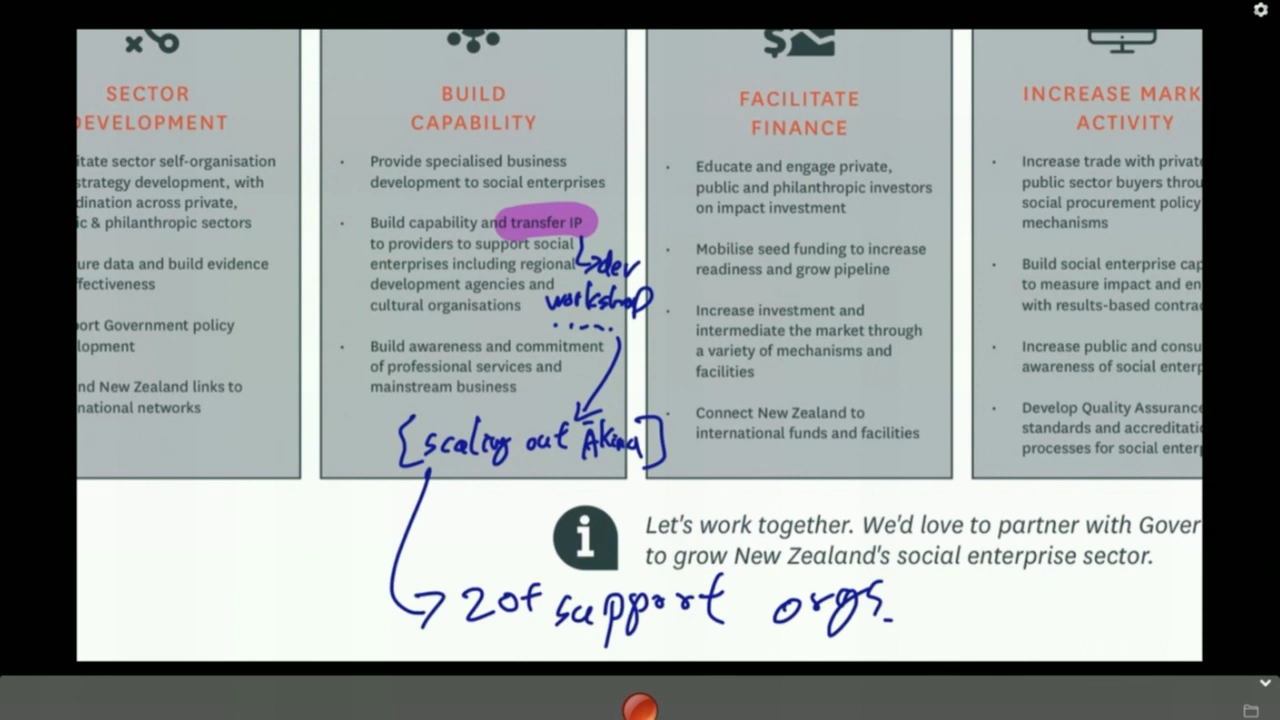 SECTOR
DEVELOPMENT
itate sector self-organisation
strategy development, with
dination across private,
ic & philanthropic sectors
ure data and build evidence
fectiveness
ort Government policy
lopment
nd New Zealand links to
national networks
BUILD
CAPABILITY
• Provide specialised business
development to social enterprises
• Build capability and transfer IP
to providers to support social
enterprises including regional
development agencies and
cultural organisations
• Build awareness and commitment
of professional services and
mainstream business
→dev
workshop
[scaling out Ākina]
→ 2 of support orgs.
FACILITATE
FINANCE
• Educate and engage private,
public and philanthropic investors
on impact investment
• Mobilise seed funding to increase
readiness and grow pipeline
• Increase investment and
intermediate the market through
a variety of mechanisms and
facilities
• Connect New Zealand to
international funds and facilities
INCREASE MARK
ACTIVITY
• Increase trade with privat
public sector buyers throu
social procurement policy
mechanisms
• Build social enterprise cap
to measure impact and en
with results-based contra
• Increase public and consu
awareness of social enterp
• Develop Quality Assurance
standards and accreditatio
processes for social enter
i
Let's work together. We'd love to partner with Gover
to grow New Zealand's social enterprise sector.